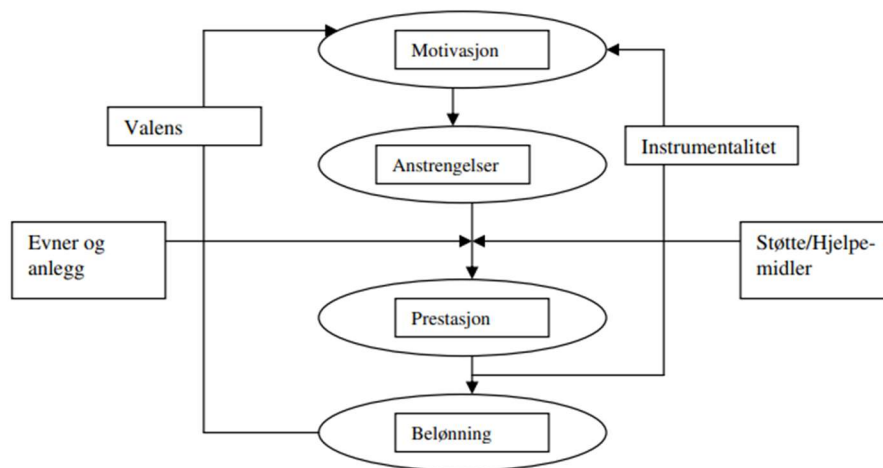 Motivasjon
Valens
Anstrengelser
Instrumentalitet
Evner og
anlegg
Støtte/Hjelpe-
midler
Prestasjon
Belønning